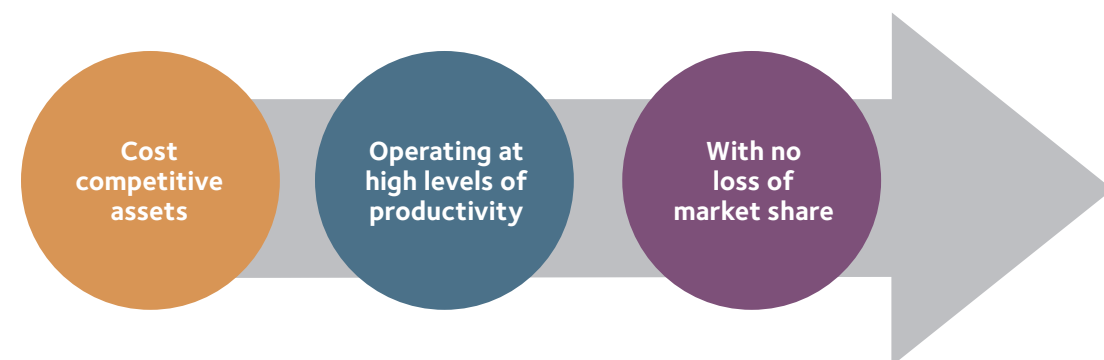 Cost
competitive
assets
Operating at
high levels of
productivity
With no
loss of
market share